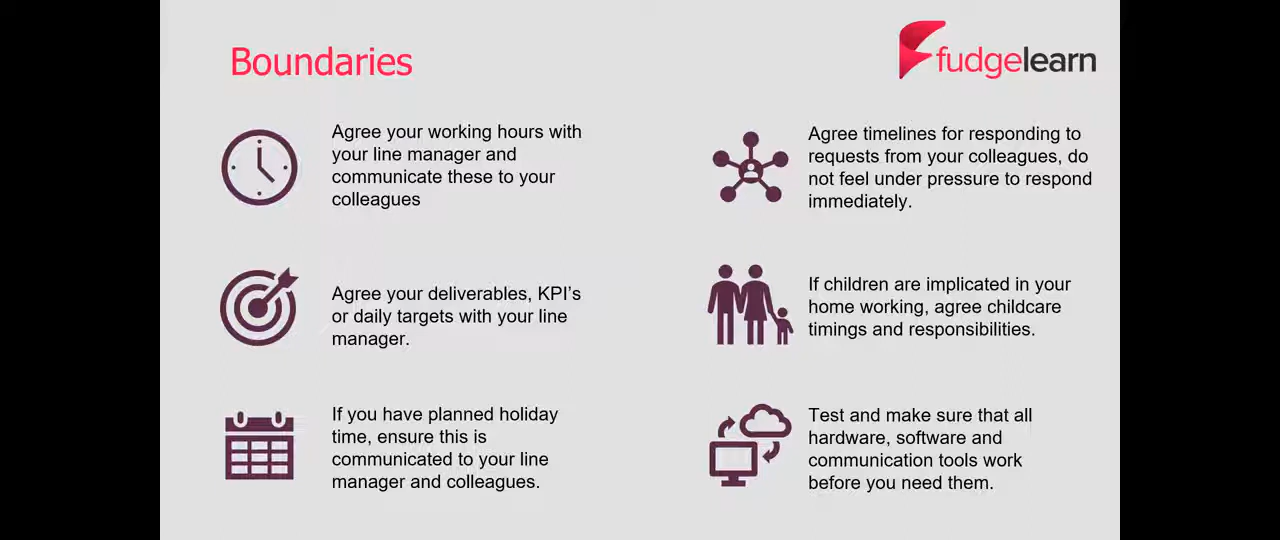 Boundaries
fudgelearn
Agree your working hours with
your line manager and
communicate these to your
colleagues
Agree timelines for responding to
requests from your colleagues, do
not feel under pressure to respond
immediately.
Agree your deliverables, KPI's
or daily targets with your line
manager.
If children are implicated in your
home working, agree childcare
timings and responsibilities.
If you have planned holiday
time, ensure this is
communicated to your line
manager and colleagues.
Test and make sure that all
hardware, software and
communication tools work
before you need them.